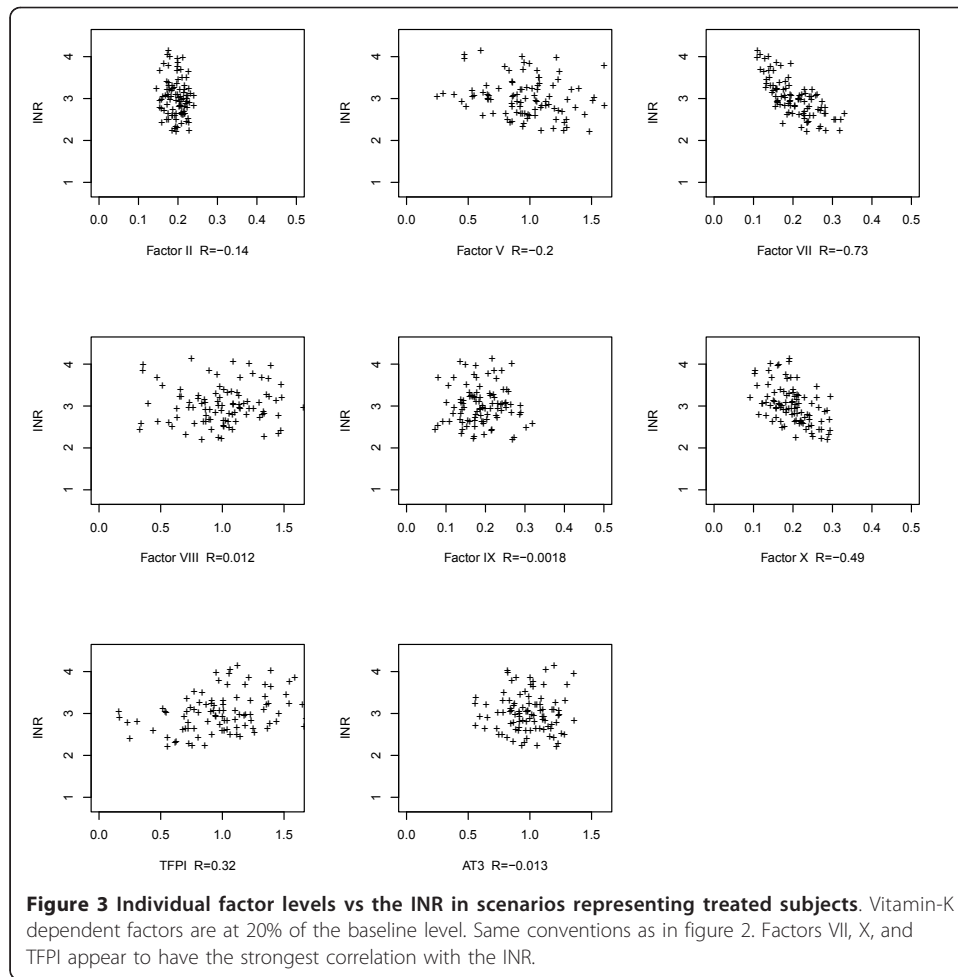 INR
4
3
2
1
0.0 0.1 0.2 0.3 0.4 0.5
Factor II R=−0.14
INR
4
3
2
1
0.0 0.5 1.0 1.5
Factor V R=−0.2
INR
4
3
2
1
0.0 0.1 0.2 0.3 0.4 0.5
Factor VII R=−0.73
INR
4
3
2
1
0.0 0.5 1.0 1.5
Factor VIII R=0.012
INR
4
3
2
1
0.0 0.1 0.2 0.3 0.4 0.5
Factor IX R=−0.0018
INR
4
3
2
1
0.0 0.1 0.2 0.3 0.4 0.5
Factor X R=−0.49
INR
4
3
2
1
0.0 0.5 1.0 1.5
TFPI R=0.32
INR
4
3
2
1
0.0 0.5 1.0 1.5
AT3 R=−0.013
Figure 3 Individual factor levels vs the INR in scenarios representing treated subjects. Vitamin-K
dependent factors are at 20% of the baseline level. Same conventions as in figure 2. Factors VII, X, and
TFPI appear to have the strongest correlation with the INR.